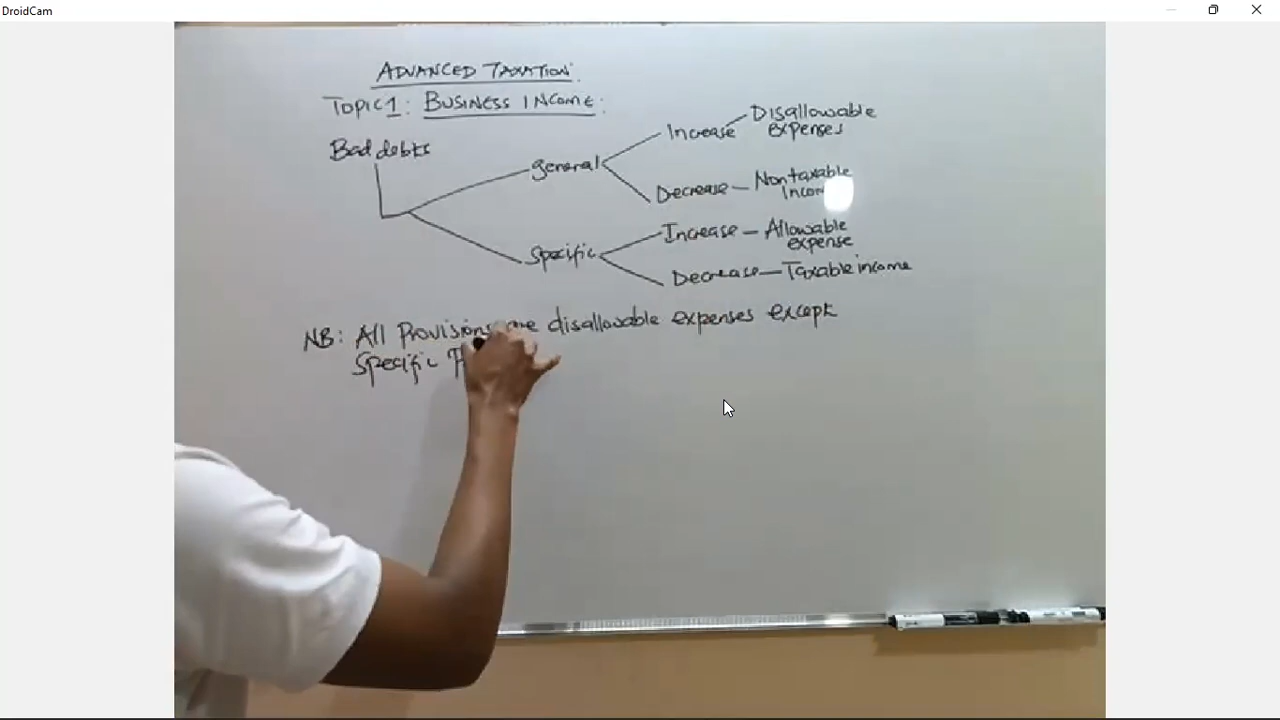 DroidCam
ADVANCED TAXATION.
TOPIC 1: BUSINESS INCOME:
Bad debts
general
Increase
Disallowable
expenses
Decrease - Nontaxable
Specific
Increase - Allowable
expense
Decrease - Taxable income
NB: All Provisions are disallowable expenses except
Specific